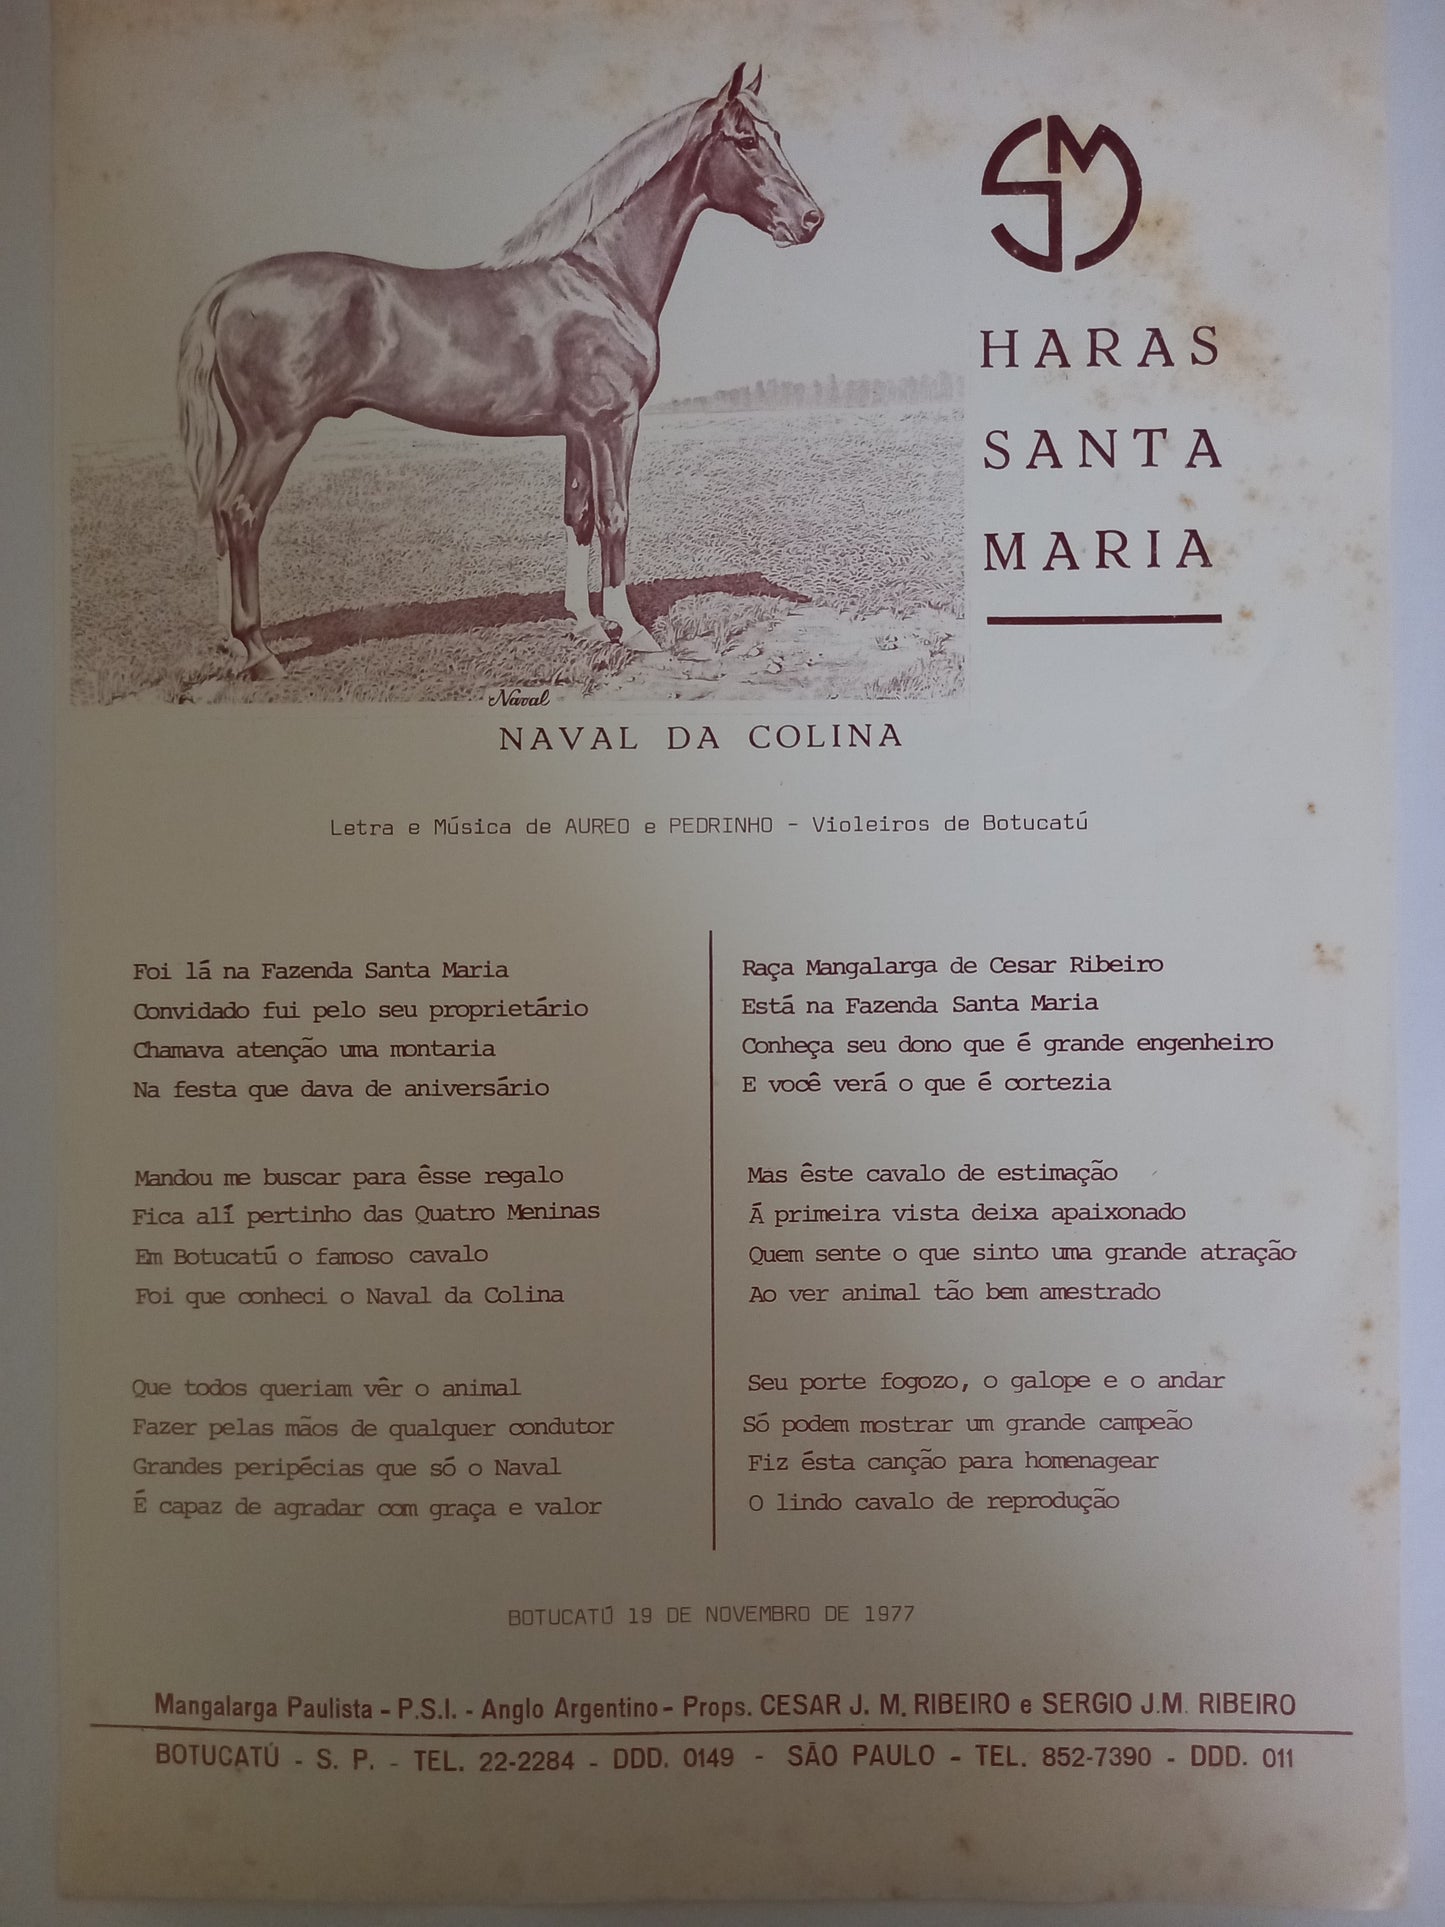 SM
HARAS
SANTA
MARIA
Naval
NAVAL DA COLINA
Letra e Música de AUREO e PEDRINHO - Violeiros de Botucatú
Foi lá na Fazenda Santa Maria
Convidado fui pelo seu proprietário
Chamava atenção uma montaria
Na festa que dava de aniversário
Mandou me buscar para êsse regalo
Fica alí pertinho das Quatro Meninas
Em Botucatú o famoso cavalo
Foi que conheci o Naval da Colina
Que todos queriam vêr o animal
Fazer pelas mãos de qualquer condutor
Grandes peripécias que só o Naval
É capaz de agradar com graça e valor
Raça Mangalarga de Cesar Ribeiro
Está na Fazenda Santa Maria
Conheça seu dono que é grande engenheiro
E você verá o que é cortezia
Mas êste cavalo de estimação
Á primeira vista deixa apaixonado
Quem sente o que sinto uma grande atração
Ao ver animal tão bem amestrado
Seu porte fogozo, o galope e o andar
Só podem mostrar um grande campeão
Fiz ésta canção para homenagear
O lindo cavalo de reprodução
BOTUCATÚ 19 DE NOVEMBRO DE 1977
Mangalarga Paulista - P.S.I. - Anglo Argentino - Props. CESAR J. M. RIBEIRO e SERGIO J.M. RIBEIRO
BOTUCATÚ - S. P. - TEL. 22-2284 - DDD. 0149 - SÃO PAULO - TEL. 852-7390 - DDD. 011